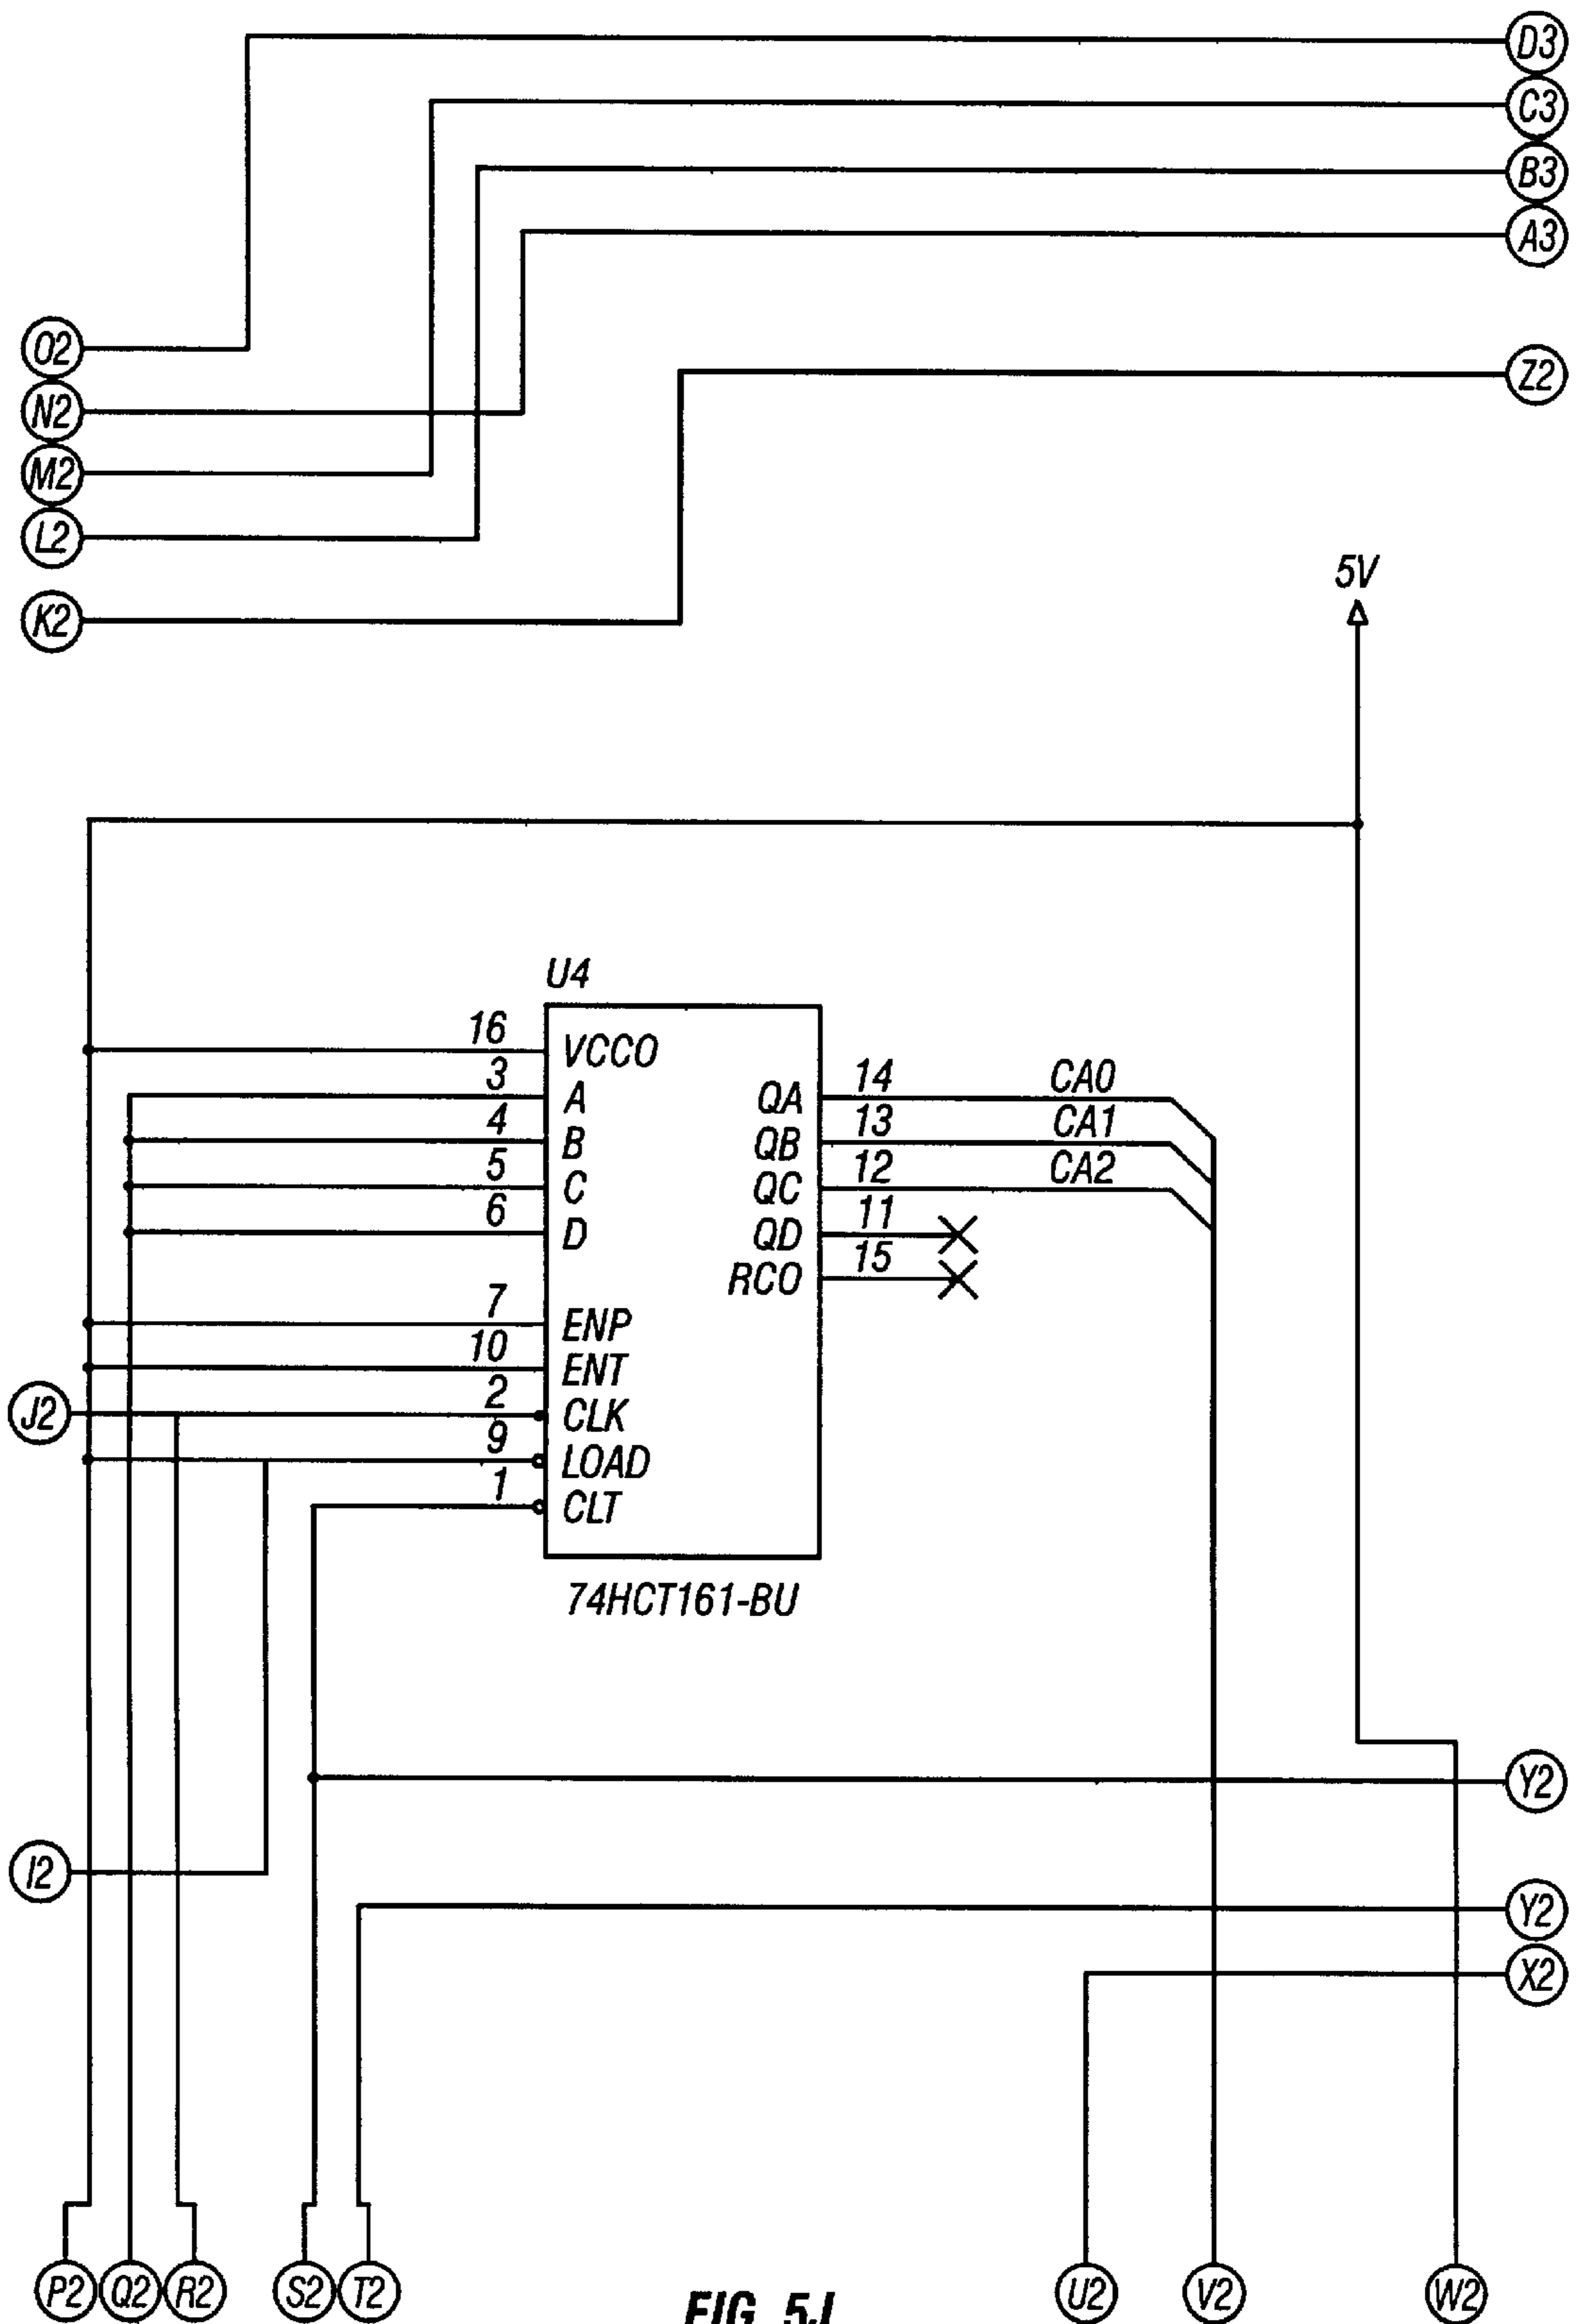 D3
C3
B3
A3
O2
N2
Z2
M2
L2
5V
K2
U4
16 VCCO
3 A QA 14 CA0
4 B QB 13 CA1
5 C QC 12 CA2
6 D QD 11
RCO 15
7 ENP
10 ENT
J2 2 CLK
9 LOAD
1 CLT
74HCT161-BU
Y2
I2
Y2
X2
P2 Q2 R2 S2 T2 U2 V2 W2
FIG. 5J